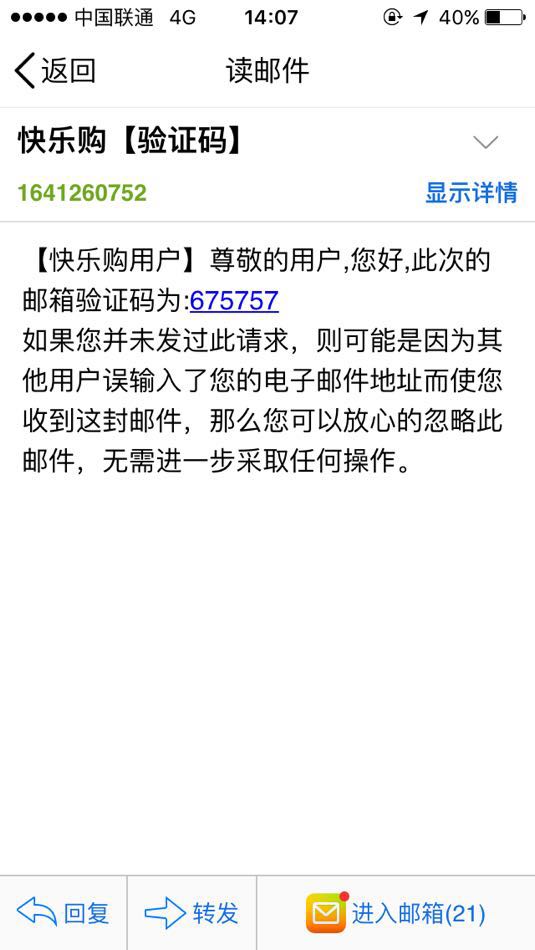 中国联通 4G 14:07 40%
返回 读邮件
快乐购【验证码】
1641260752 显示详情
【快乐购用户】尊敬的用户,您好,此次的
邮箱验证码为:675757
如果您并未发过此请求，则可能是因为其
他用户误输入了您的电子邮件地址而使您
收到这封邮件，那么您可以放心的忽略此
邮件，无需进一步采取任何操作。
回复 转发 进入邮箱(21)